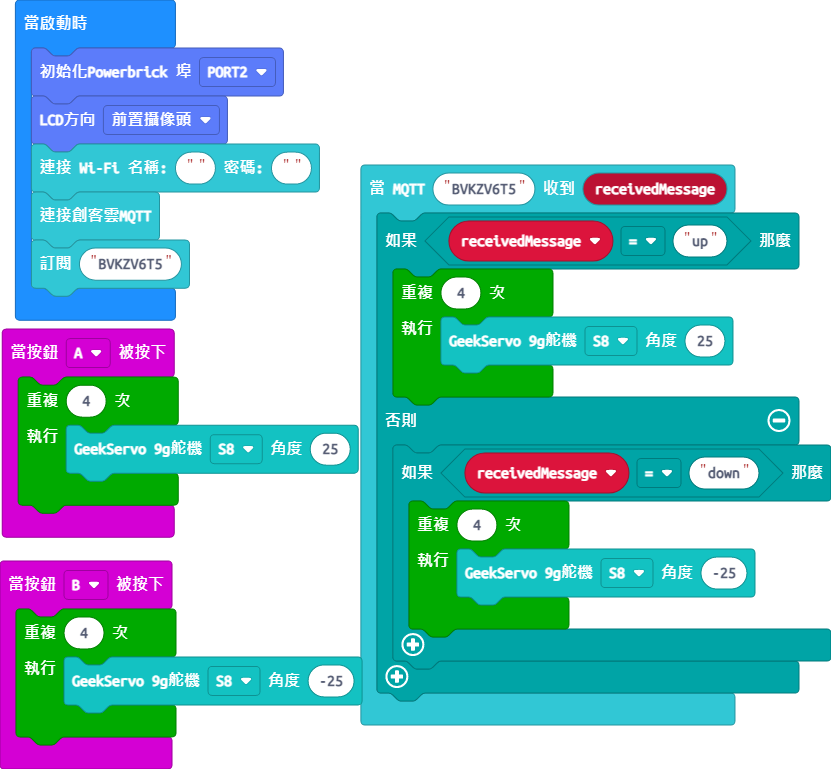 當啟動時
初始化Powerbrick 埠 PORT2
LCD方向 前置攝像頭
連接 Wi-Fi 名稱: " " 密碼: " "
連接創客雲MQTT
訂閱 "BVKZV6T5"
當按鈕 A 被按下
重複 4 次
執行 GeekServo 9g舵機 S8 角度 25
當按鈕 B 被按下
重複 4 次
執行 GeekServo 9g舵機 S8 角度 -25
當 MQTT "BVKZV6T5" 收到 receivedMessage
如果 receivedMessage = "up" 那麼
重複 4 次
執行 GeekServo 9g舵機 S8 角度 25
否則
如果 receivedMessage = "down" 那麼
重複 4 次
執行 GeekServo 9g舵機 S8 角度 -25